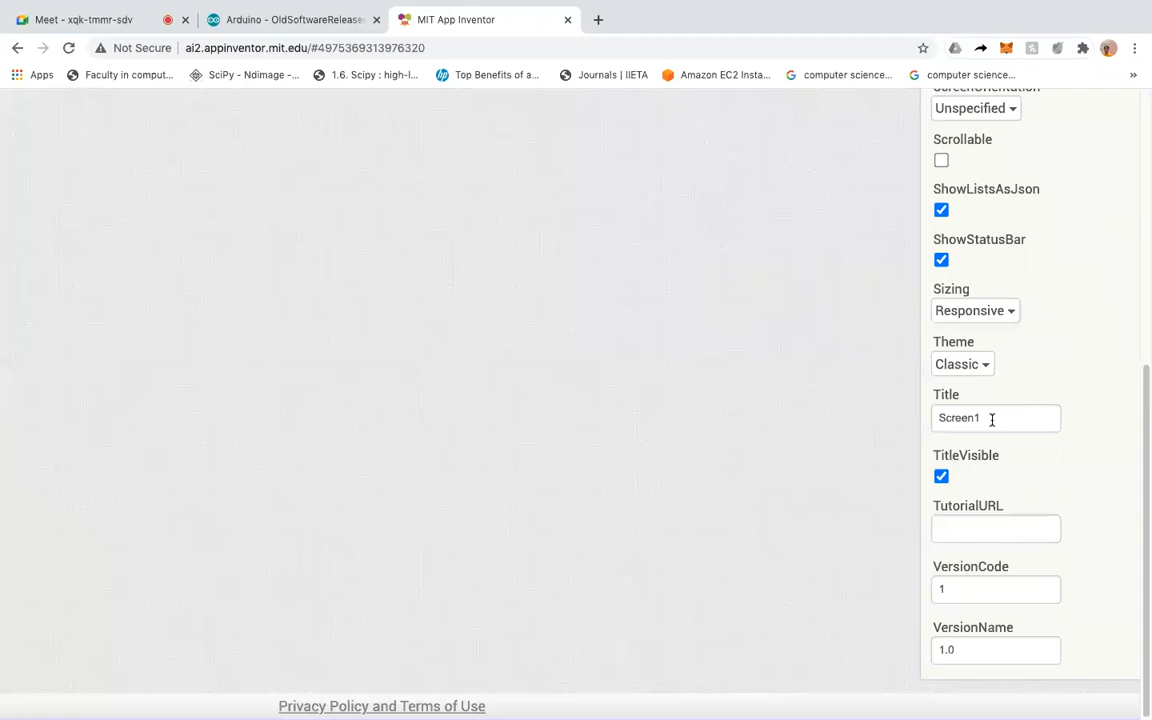 Meet - xqk-tmmr-sdv
Arduino - OldSoftwareRelease
MIT App Inventor
Not Secure
ai2.appinventor.mit.edu/#4975369313976320
Apps
Faculty in comput...
SciPy - Ndimage -...
1.6. Scipy : high-l...
Top Benefits of a...
Journals | IIETA
Amazon EC2 Insta...
computer science...
computer science...
ScreenOrientation
Unspecified
Scrollable
ShowListsAsJson
ShowStatusBar
Sizing
Responsive
Theme
Classic
Title
Screen1
TitleVisible
TutorialURL
VersionCode
1
VersionName
1.0
Privacy Policy and Terms of Use